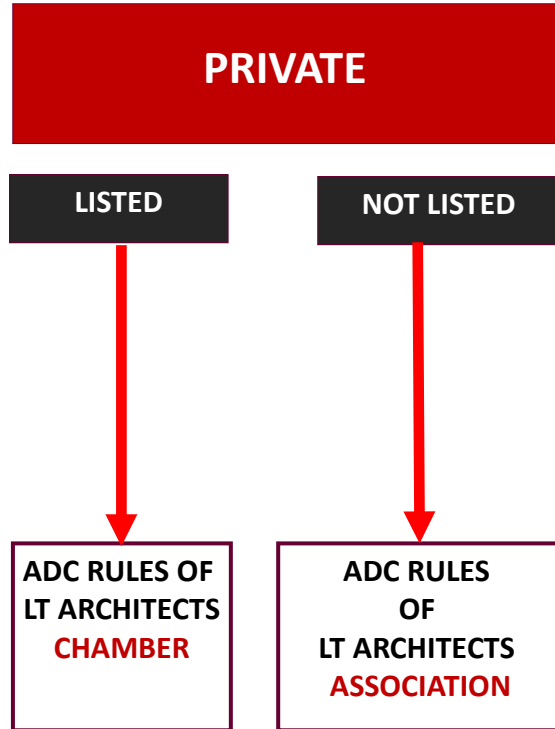 PRIVATE
LISTED
NOT LISTED
ADC RULES OF
LT ARCHITECTS
CHAMBER
ADC RULES
OF
LT ARCHITECTS
ASSOCIATION